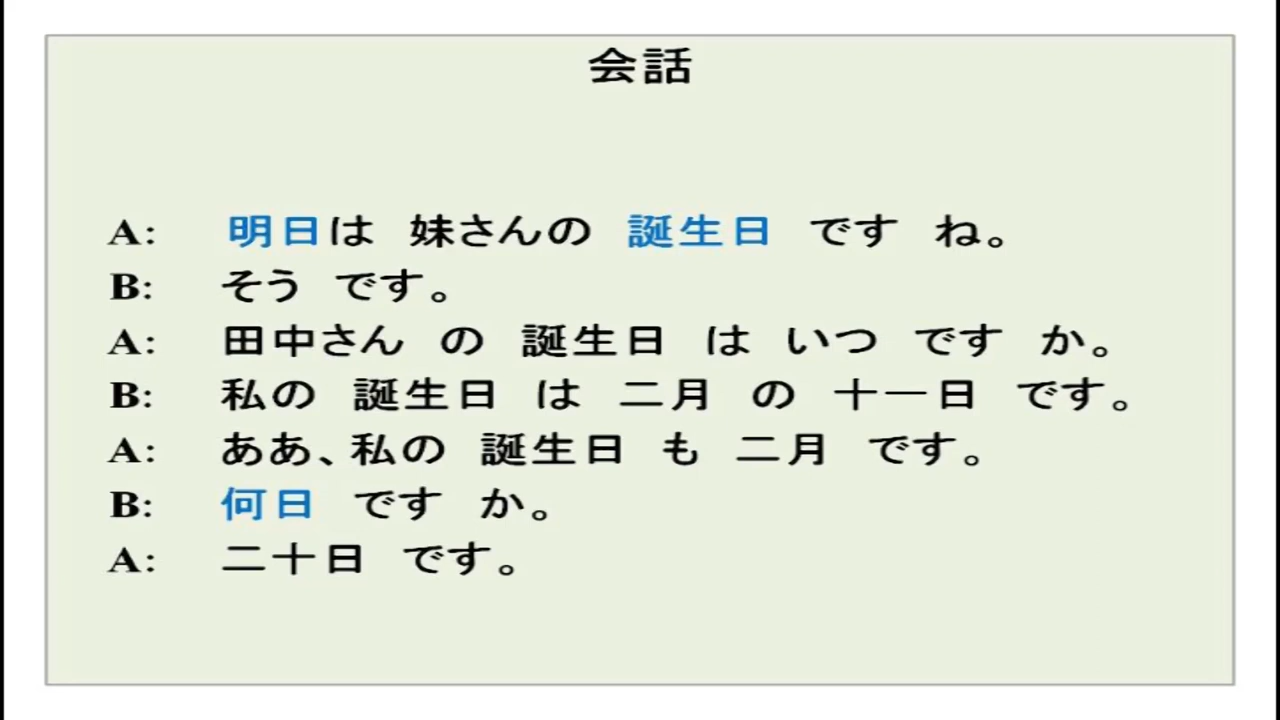 会話
A: 明日は 妹さんの 誕生日 です ね。
B: そう です。
A: 田中さん の 誕生日 は いつ です か。
B: 私の 誕生日 は 二月 の 十一日 です。
A: ああ、私の 誕生日 も 二月 です。
B: 何日 です か。
A: 二十日 です。